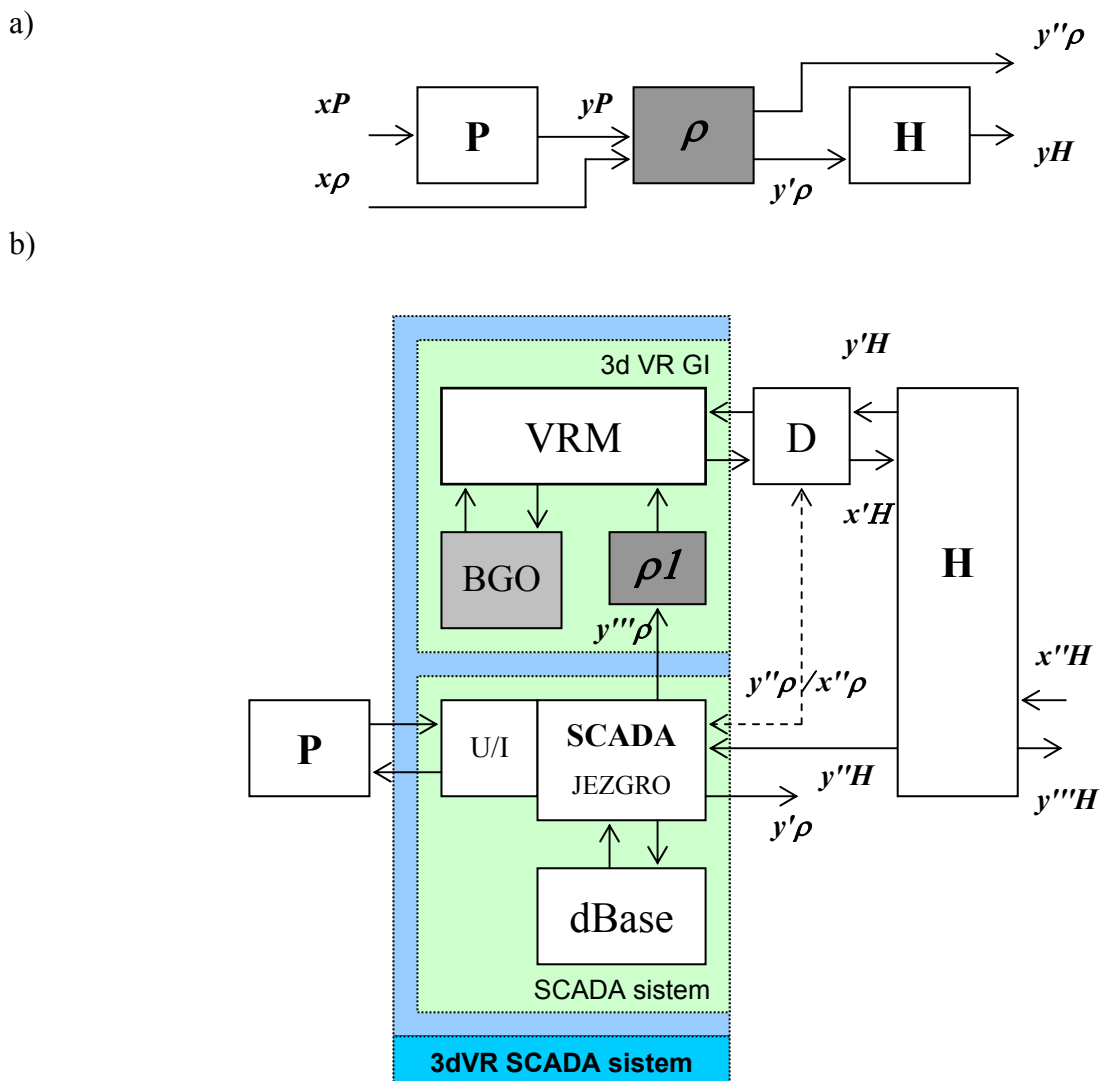 a)
y''ρ
xP
yP
P
ρ
H
xρ
y'ρ
yH
b)
3d VR GI
y'H
VRM
D
x'H
BGO
ρ1
H
y'''ρ
x''H
y''ρ/x''ρ
P
U/I
SCADA
JEZGRO
y''H
y'''H
y'ρ
dBase
SCADA sistem
3dVR SCADA sistem